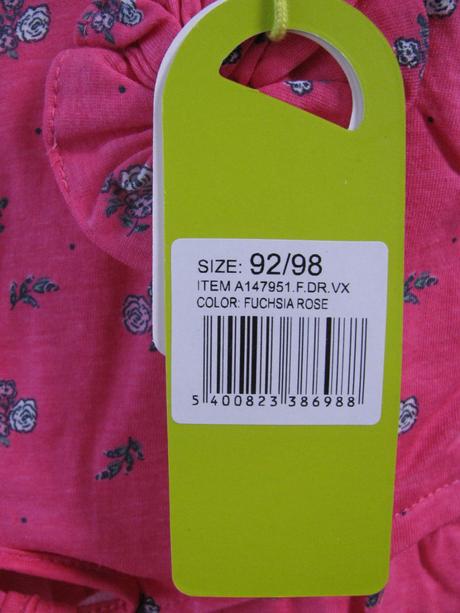 SIZE: 92/98
ITEM A147951.F.DR.VX
COLOR: FUCHSIA ROSE
5 400823 386988